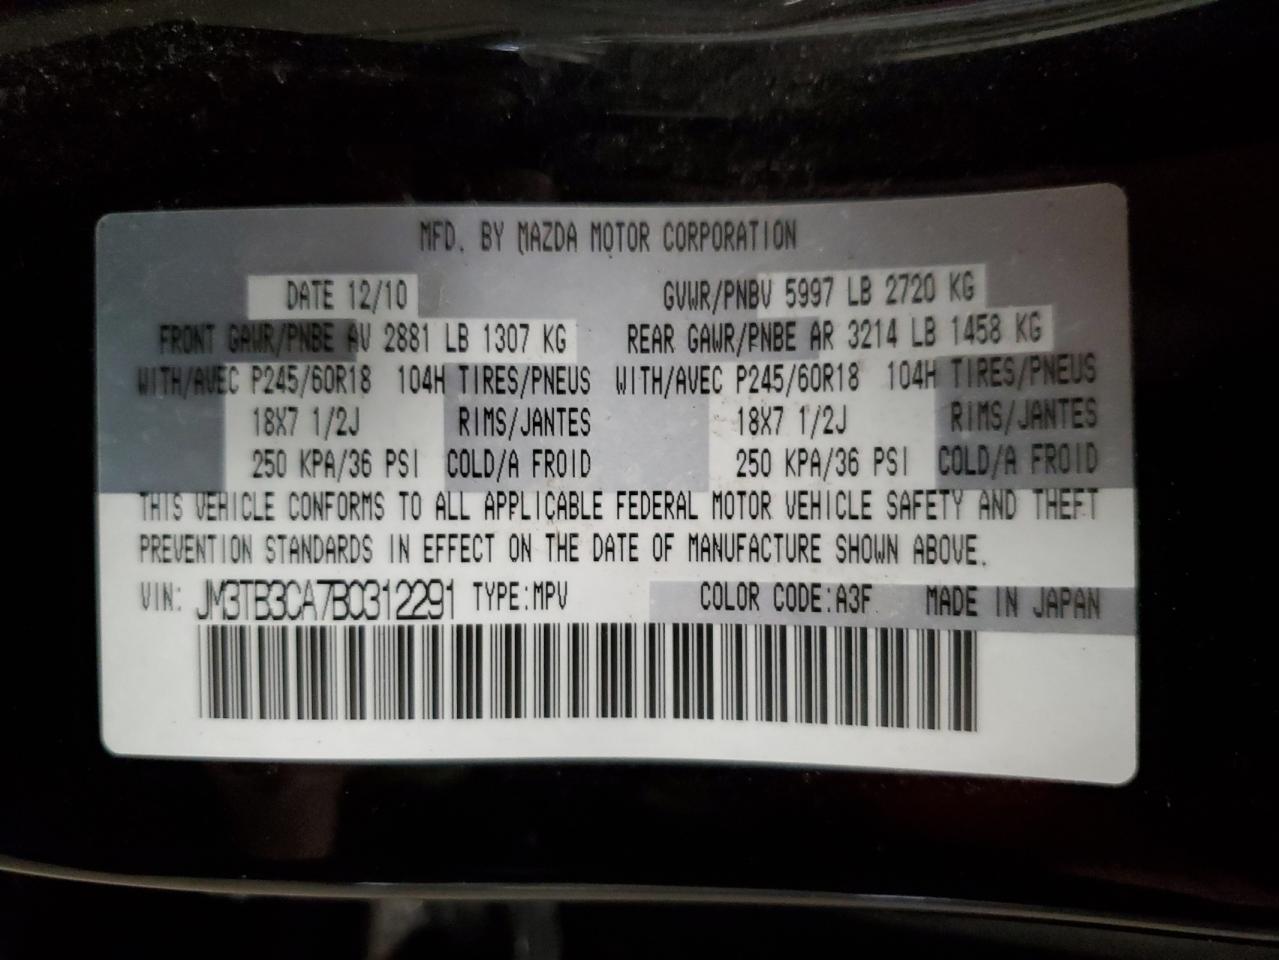 MFD. BY MAZDA MOTOR CORPORATION
DATE 12/10 GVWR/PNBV 5997 LB 2720 KG
FRONT GAWR/PNBE AV 2881 LB 1307 KG REAR GAWR/PNBE AR 3214 LB 1458 KG
WITH/AVEC P245/60R18 104H TIRES/PNEUS WITH/AVEC P245/60R18 104H TIRES/PNEUS
18X7 1/2J RIMS/JANTES 18X7 1/2J RIMS/JANTES
250 KPA/36 PSI COLD/A FROID 250 KPA/36 PSI COLD/A FROID
THIS VEHICLE CONFORMS TO ALL APPLICABLE FEDERAL MOTOR VEHICLE SAFETY AND THEFT
PREVENTION STANDARDS IN EFFECT ON THE DATE OF MANUFACTURE SHOWN ABOVE.
VIN: JM3TB3CA7BC312291 TYPE:MPV COLOR CODE:A3F MADE IN JAPAN